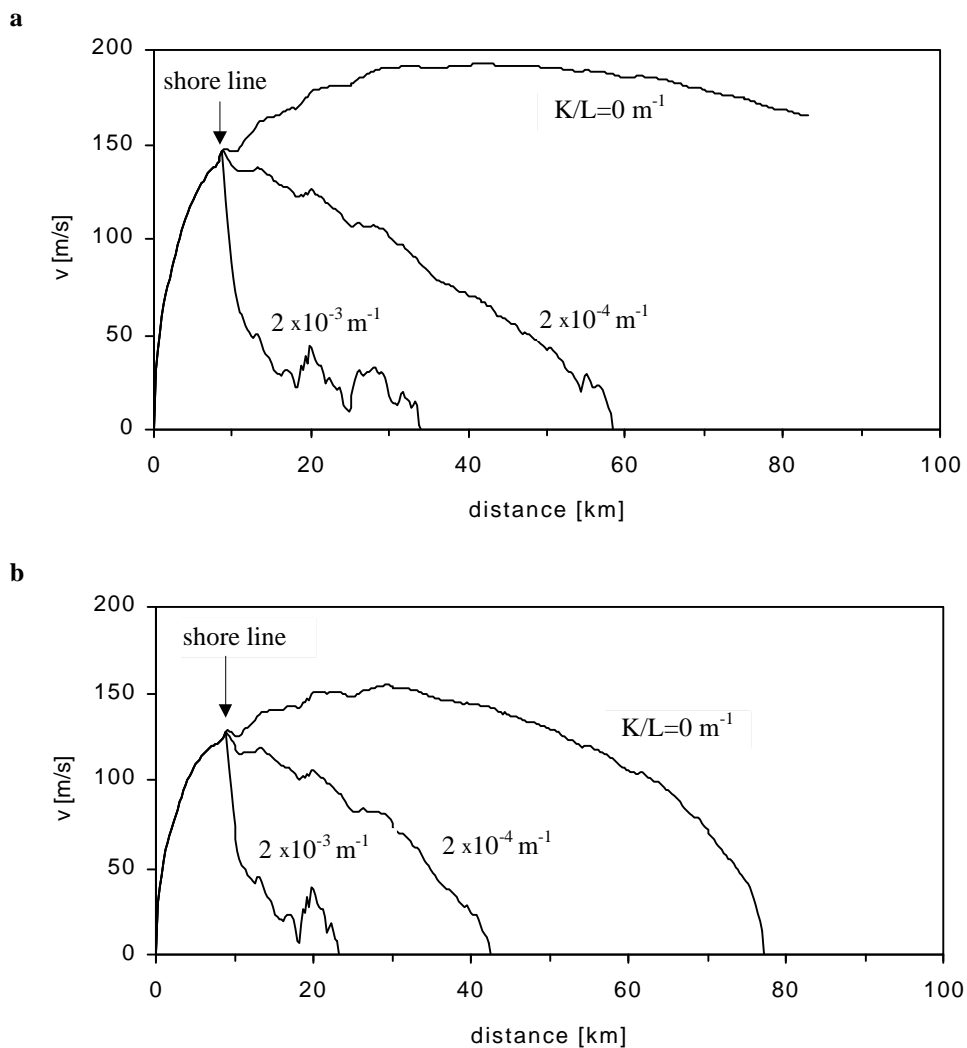 a
200
shore line
K/L=0 m⁻¹
150
v [m/s]
100
2 x10⁻³ m⁻¹
2 x10⁻⁴ m⁻¹
50
0
0 20 40 60 80 100
distance [km]
b
200
shore line
150
K/L=0 m⁻¹
v [m/s]
100
2 x10⁻³ m⁻¹
2 x10⁻⁴ m⁻¹
50
0
0 20 40 60 80 100
distance [km]